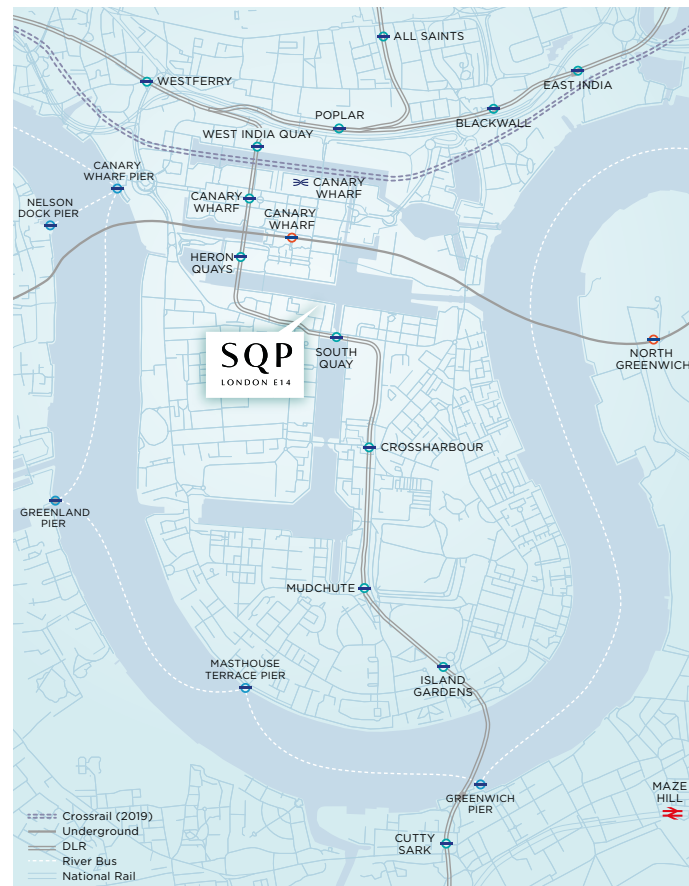 ALL SAINTS
WESTFERRY
EAST INDIA
POPLAR
BLACKWALL
WEST INDIA QUAY
CANARY
WHARF PIER
CANARY
WHARF
CANARY
WHARF
NELSON
DOCK PIER
CANARY
WHARF
HERON
QUAYS
SQP
LONDON E14
SOUTH
QUAY
NORTH
GREENWICH
CROSSHARBOUR
GREENLAND
PIER
MUDCHUTE
MASTHOUSE
TERRACE PIER
ISLAND
GARDENS
MAZE
HILL
GREENWICH
PIER
CUTTY
SARK
Crossrail (2019)
Underground
DLR
River Bus
National Rail